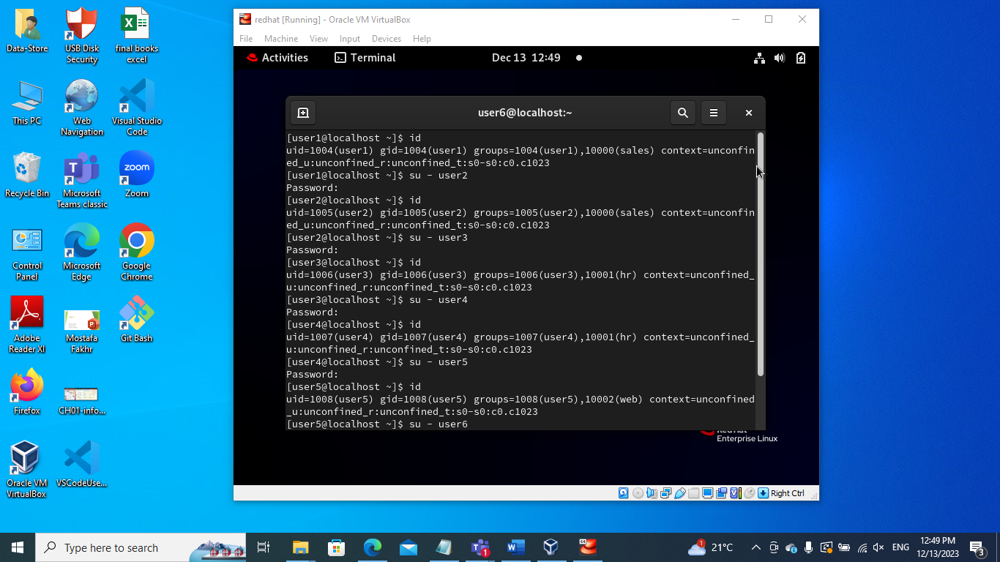 Data-Store
USB Disk Security
final books excel
This PC
Web Navigation
Visual Studio Code
Recycle Bin
Microsoft Teams classic
zoom
Zoom
Control Panel
Microsoft Edge
Google Chrome
Adobe Reader XI
Mostafa Fakhr
Git Bash
Firefox
CH01-info...
Oracle VM VirtualBox
VSCodeUse...
redhat [Running] - Oracle VM VirtualBox
File Machine View Input Devices Help
Activities Terminal Dec 13 12:49
user6@localhost:~
[user1@localhost ~]$ id
uid=1004(user1) gid=1004(user1) groups=1004(user1),10000(sales) context=unconfin
ed_u:unconfined_r:unconfined_t:s0-s0:c0.c1023
[user1@localhost ~]$ su - user2
Password:
[user2@localhost ~]$ id
uid=1005(user2) gid=1005(user2) groups=1005(user2),10000(sales) context=unconfin
ed_u:unconfined_r:unconfined_t:s0-s0:c0.c1023
[user2@localhost ~]$ su - user3
Password:
[user3@localhost ~]$ id
uid=1006(user3) gid=1006(user3) groups=1006(user3),10001(hr) context=unconfined_
u:unconfined_r:unconfined_t:s0-s0:c0.c1023
[user3@localhost ~]$ su - user4
Password:
[user4@localhost ~]$ id
uid=1007(user4) gid=1007(user4) groups=1007(user4),10001(hr) context=unconfined_
u:unconfined_r:unconfined_t:s0-s0:c0.c1023
[user4@localhost ~]$ su - user5
Password:
[user5@localhost ~]$ id
uid=1008(user5) gid=1008(user5) groups=1008(user5),10002(web) context=unconfined
_u:unconfined_r:unconfined_t:s0-s0:c0.c1023
[user5@localhost ~]$ su - user6
Enterprise Linux
Right Ctrl
Type here to search
21°C
ENG
12:49 PM
12/13/2023
3